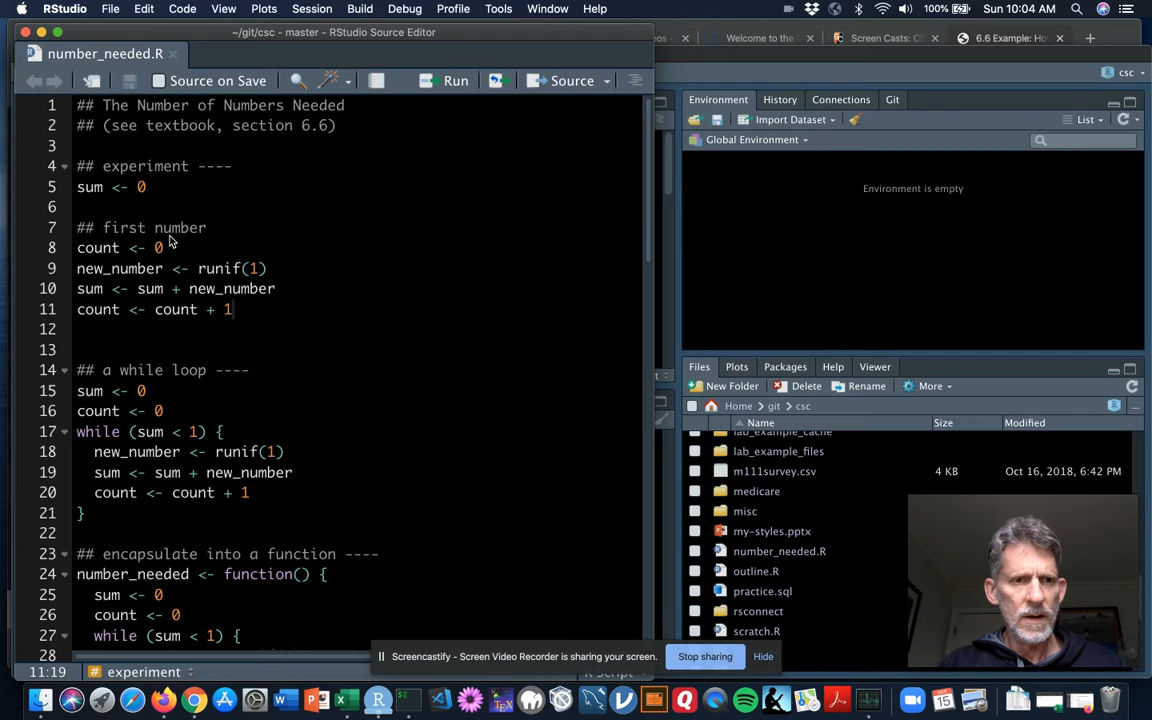 RStudio File Edit Code View Plots Session Build Debug Profile Tools Window Help 100% Sun 10:04 AM
~/git/csc - master - RStudio Source Editor
Welcome to the Screen Casts: CS 6.6 Example: Ho
number_needed.R
csc
Source on Save Run Source
Environment History Connections Git
Import Dataset List
Global Environment
Environment is empty
1 ## The Number of Numbers Needed
2 ## (see textbook, section 6.6)
3
4 ## experiment ----
5 sum <- 0
6
7 ## first number
8 count <- 0
9 new_number <- runif(1)
10 sum <- sum + new_number
11 count <- count + 1
12
13
14 ## a while loop ----
15 sum <- 0
16 count <- 0
17 while (sum < 1) {
18 new_number <- runif(1)
19 sum <- sum + new_number
20 count <- count + 1
21 }
22
23 ## encapsulate into a function ----
24 number_needed <- function() {
25 sum <- 0
26 count <- 0
27 while (sum < 1) {
28
11:19 # experiment R Script
Files Plots Packages Help Viewer
New Folder Delete Rename More
Home git csc ...
Name Size Modified
lab_example_cache
lab_example_files
m111survey.csv 4 KB Oct 16, 2018, 6:42 PM
medicare
misc
my-styles.pptx
number_needed.R
outline.R
practice.sql
rsconnect
scratch.R
Screencastify - Screen Video Recorder is sharing your screen. Stop sharing Hide